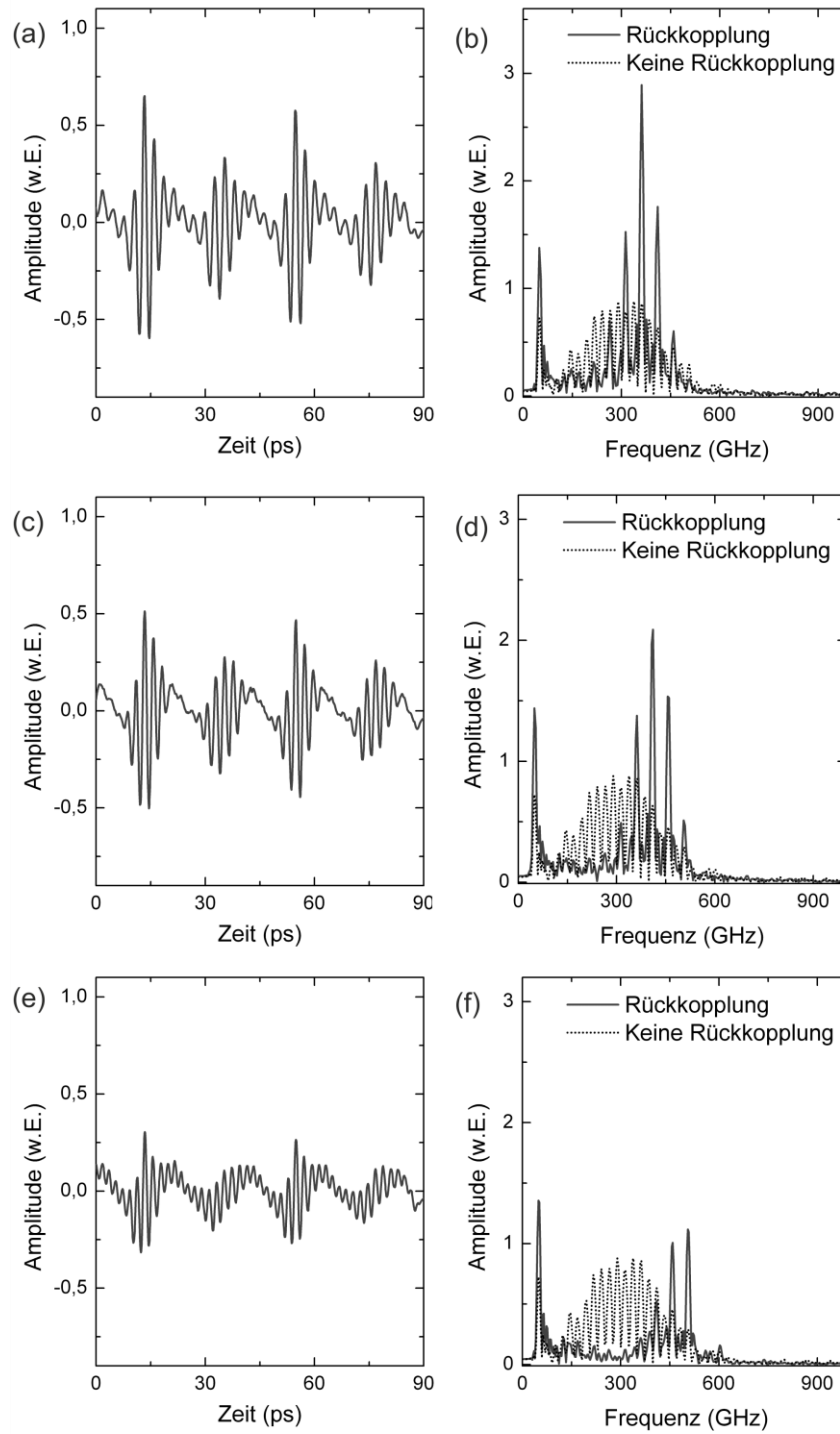 (a)
1,0
0,5
0,0
-0,5
Amplitude (w.E.)
0 30 60 90
Zeit (ps)
(b)
Rückkopplung
Keine Rückkopplung
3
2
1
0
Amplitude (w.E.)
0 300 600 900
Frequenz (GHz)
(c)
1,0
0,5
0,0
-0,5
Amplitude (w.E.)
0 30 60 90
Zeit (ps)
(d)
Rückkopplung
Keine Rückkopplung
3
2
1
0
Amplitude (w.E.)
0 300 600 900
Frequenz (GHz)
(e)
1,0
0,5
0,0
-0,5
Amplitude (w.E.)
0 30 60 90
Zeit (ps)
(f)
Rückkopplung
Keine Rückkopplung
3
2
1
0
Amplitude (w.E.)
0 300 600 900
Frequenz (GHz)